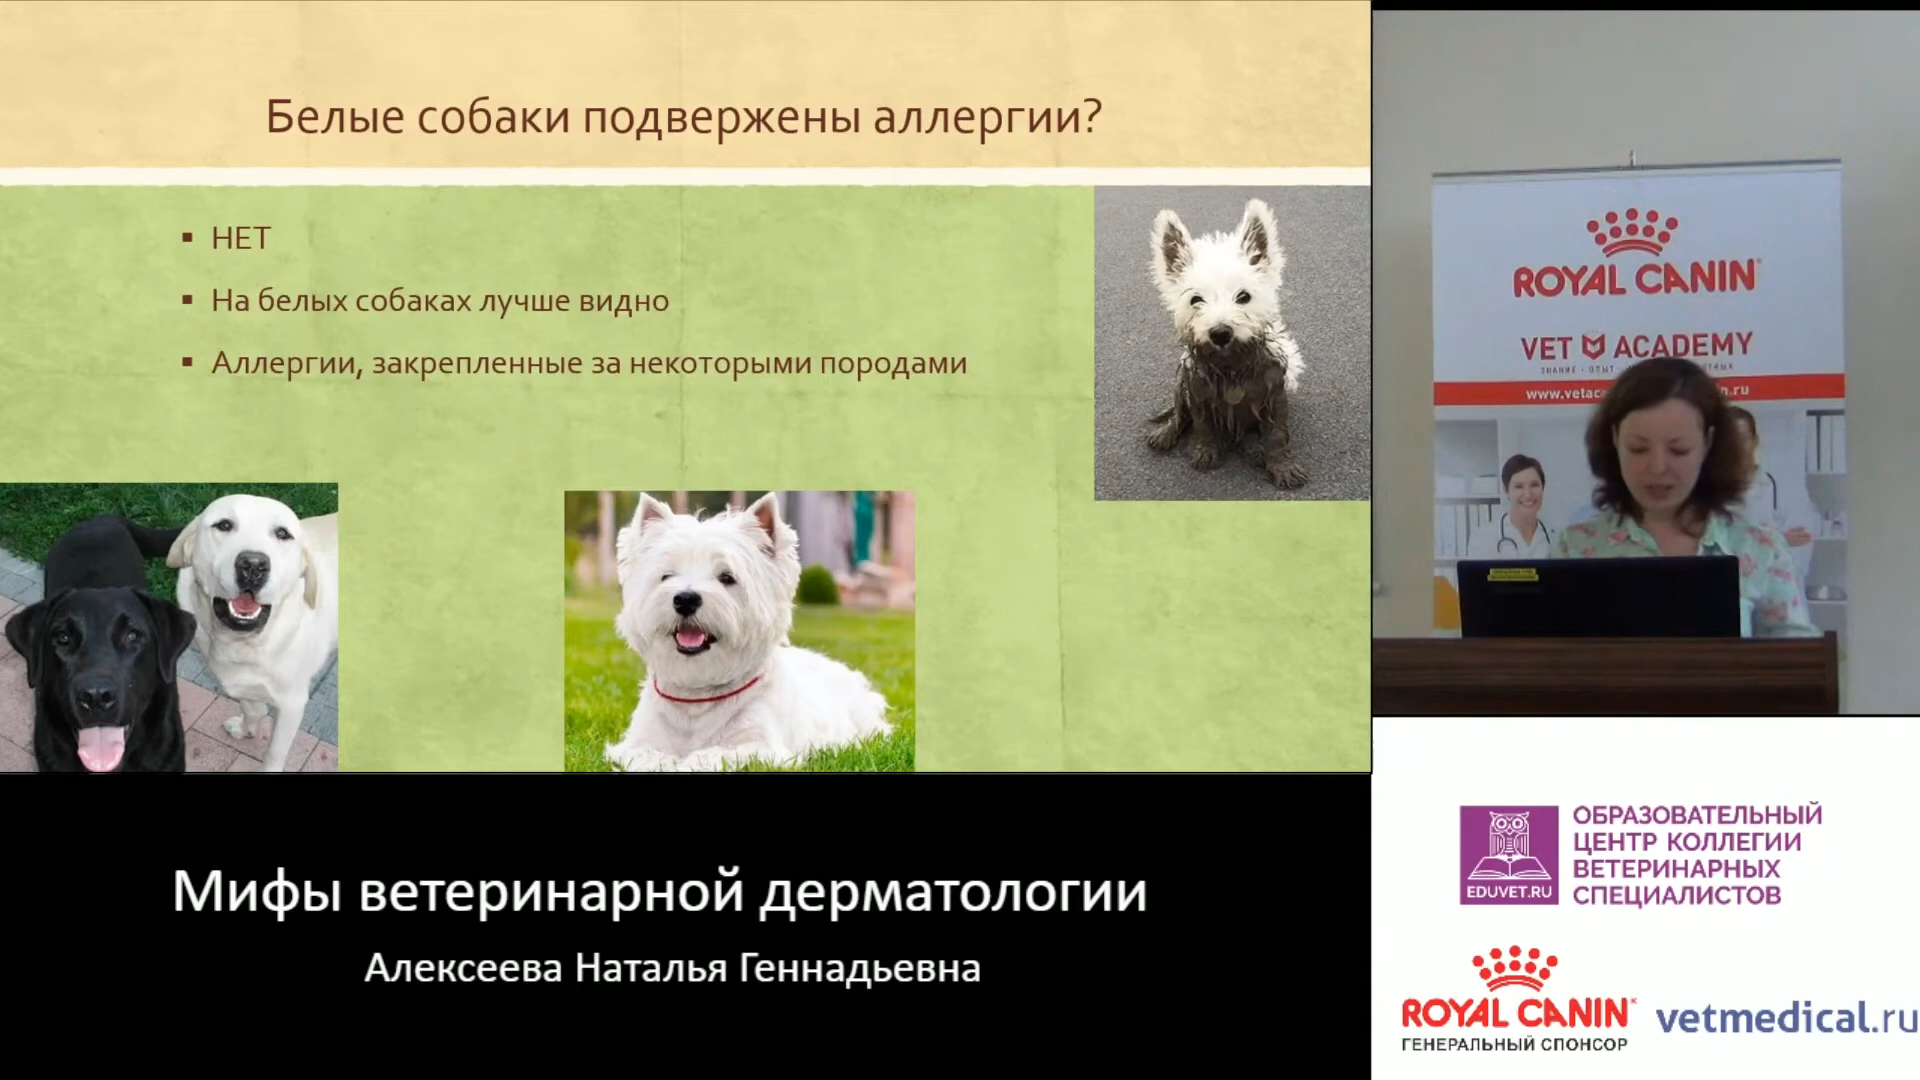 Белые собаки подвержены аллергии?
▪ НЕТ
▪ На белых собаках лучше видно
▪ Аллергии, закрепленные за некоторыми породами
ROYAL CANIN
VET ACADEMY
ЗНАНИЕ · ОПЫТ
www.vetac
n.ru
Мифы ветеринарной дерматологии
Алексеева Наталья Геннадьевна
EDUVET.RU
ОБРАЗОВАТЕЛЬНЫЙ
ЦЕНТР КОЛЛЕГИИ
ВЕТЕРИНАРНЫХ
СПЕЦИАЛИСТОВ
ROYAL CANIN
ГЕНЕРАЛЬНЫЙ СПОНСОР
vetmedical.ru